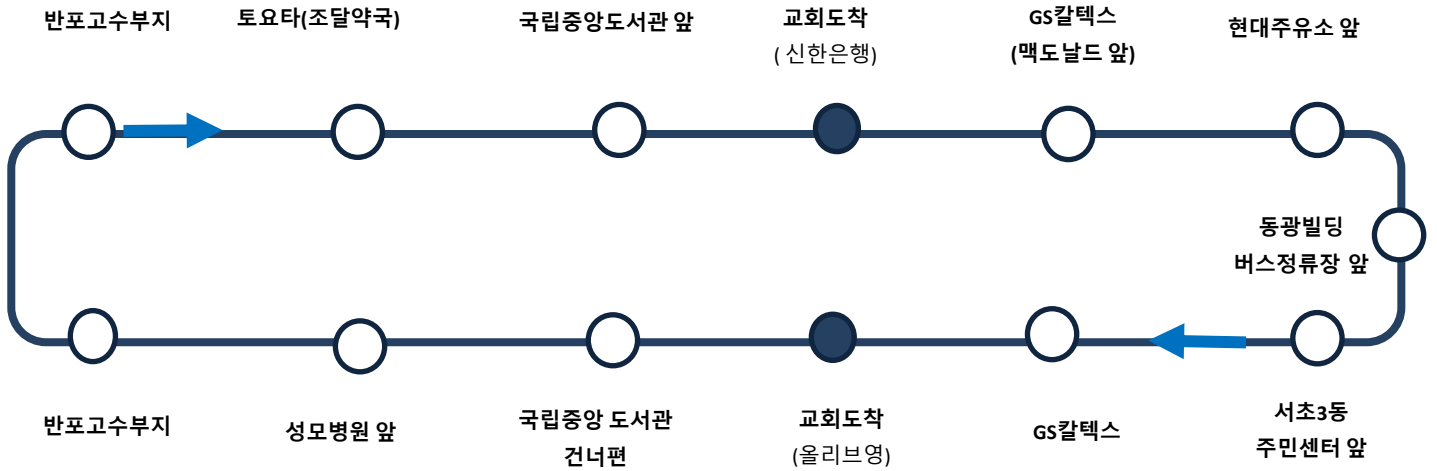 반포고수부지
토요타(조달약국)
국립중앙도서관 앞
교회도착
( 신한은행)
GS칼텍스
(맥도날드 앞)
현대주유소 앞
동광빌딩
버스정류장 앞
반포고수부지
성모병원 앞
국립중앙 도서관
건너편
교회도착
(올리브영)
GS칼텍스
서초3동
주민센터 앞